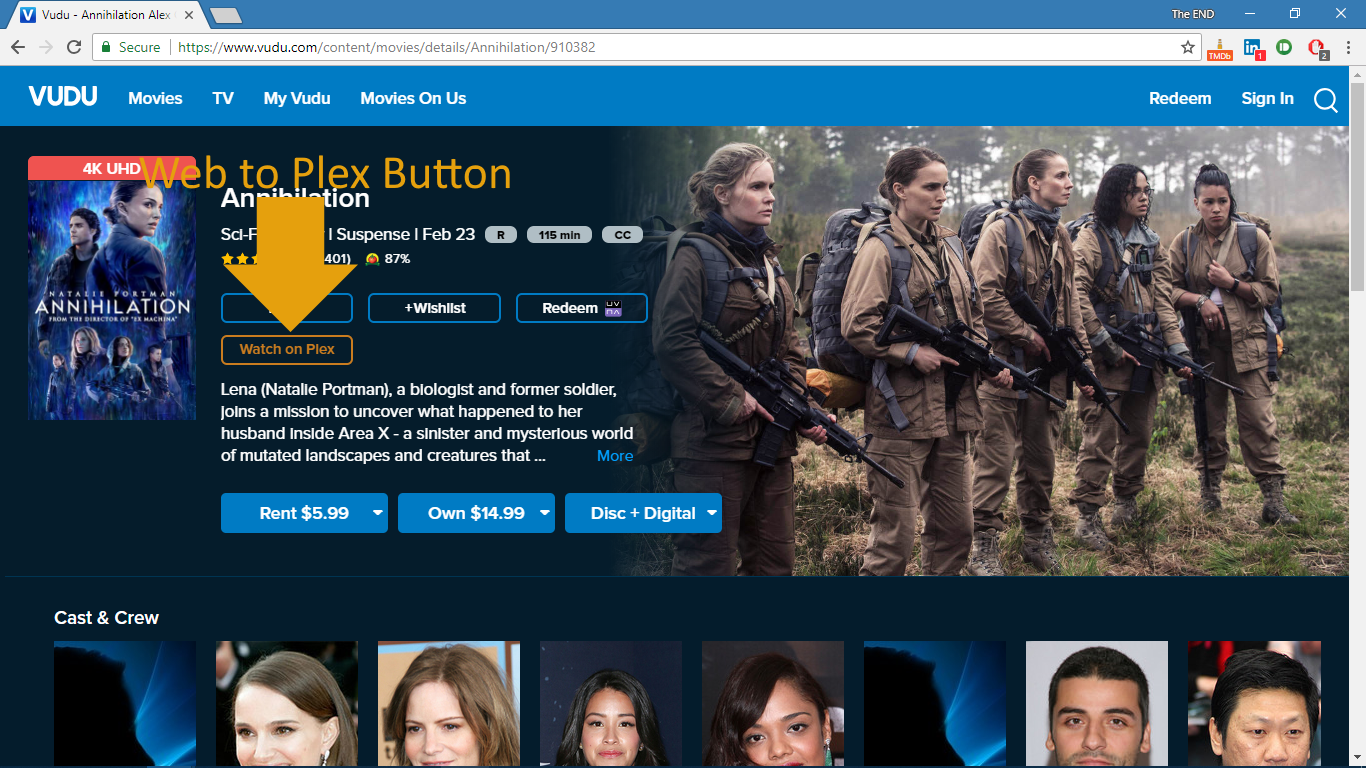 Vudu - Annihilation Alex
The END
Secure
https://www.vudu.com/content/movies/details/Annihilation/910382
TMDb
in
1
2
VUDU
Movies
TV
My Vudu
Movies On Us
Redeem
Sign In
4K UHD
Web to Plex Button
Annihilation
Sci-F
| Suspense | Feb 23
R
115 min
CC
401)
87%
+Wishlist
Redeem
Watch on Plex
NATALIE PORTMAN
ANNIHILATION
FROM THE DIRECTOR OF "EX MACHINA"
Lena (Natalie Portman), a biologist and former soldier,
joins a mission to uncover what happened to her
husband inside Area X - a sinister and mysterious world
of mutated landscapes and creatures that ...
More
Rent $5.99
Own $14.99
Disc + Digital
Cast & Crew